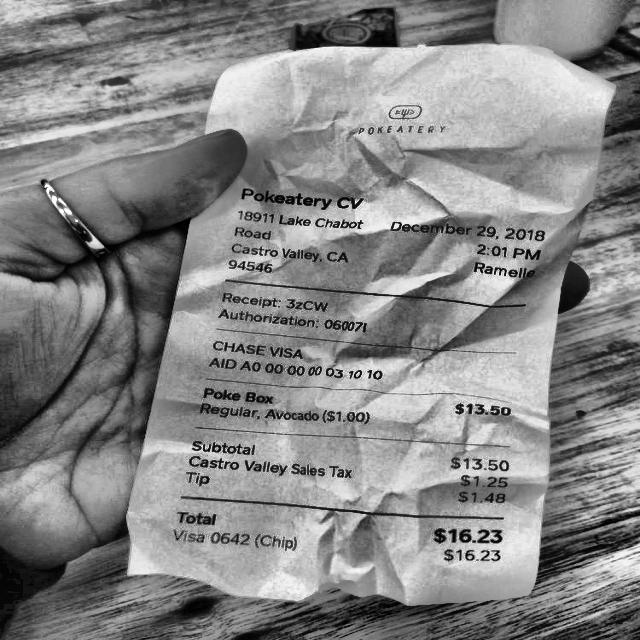 POKEATERY
Pokeatery CV
18911 Lake Chabot
Road
Castro Valley, CA
94546
December 29, 2018
2:01 PM
Ramelle
Receipt: 3zCW
Authorization: 06007I
CHASE VISA
AID A0 00 00 00 03 10 10
Poke Box $13.50
Regular, Avocado ($1.00)
Subtotal $13.50
Castro Valley Sales Tax $1.25
Tip $1.48
Total $16.23
Visa 0642 (Chip) $16.23